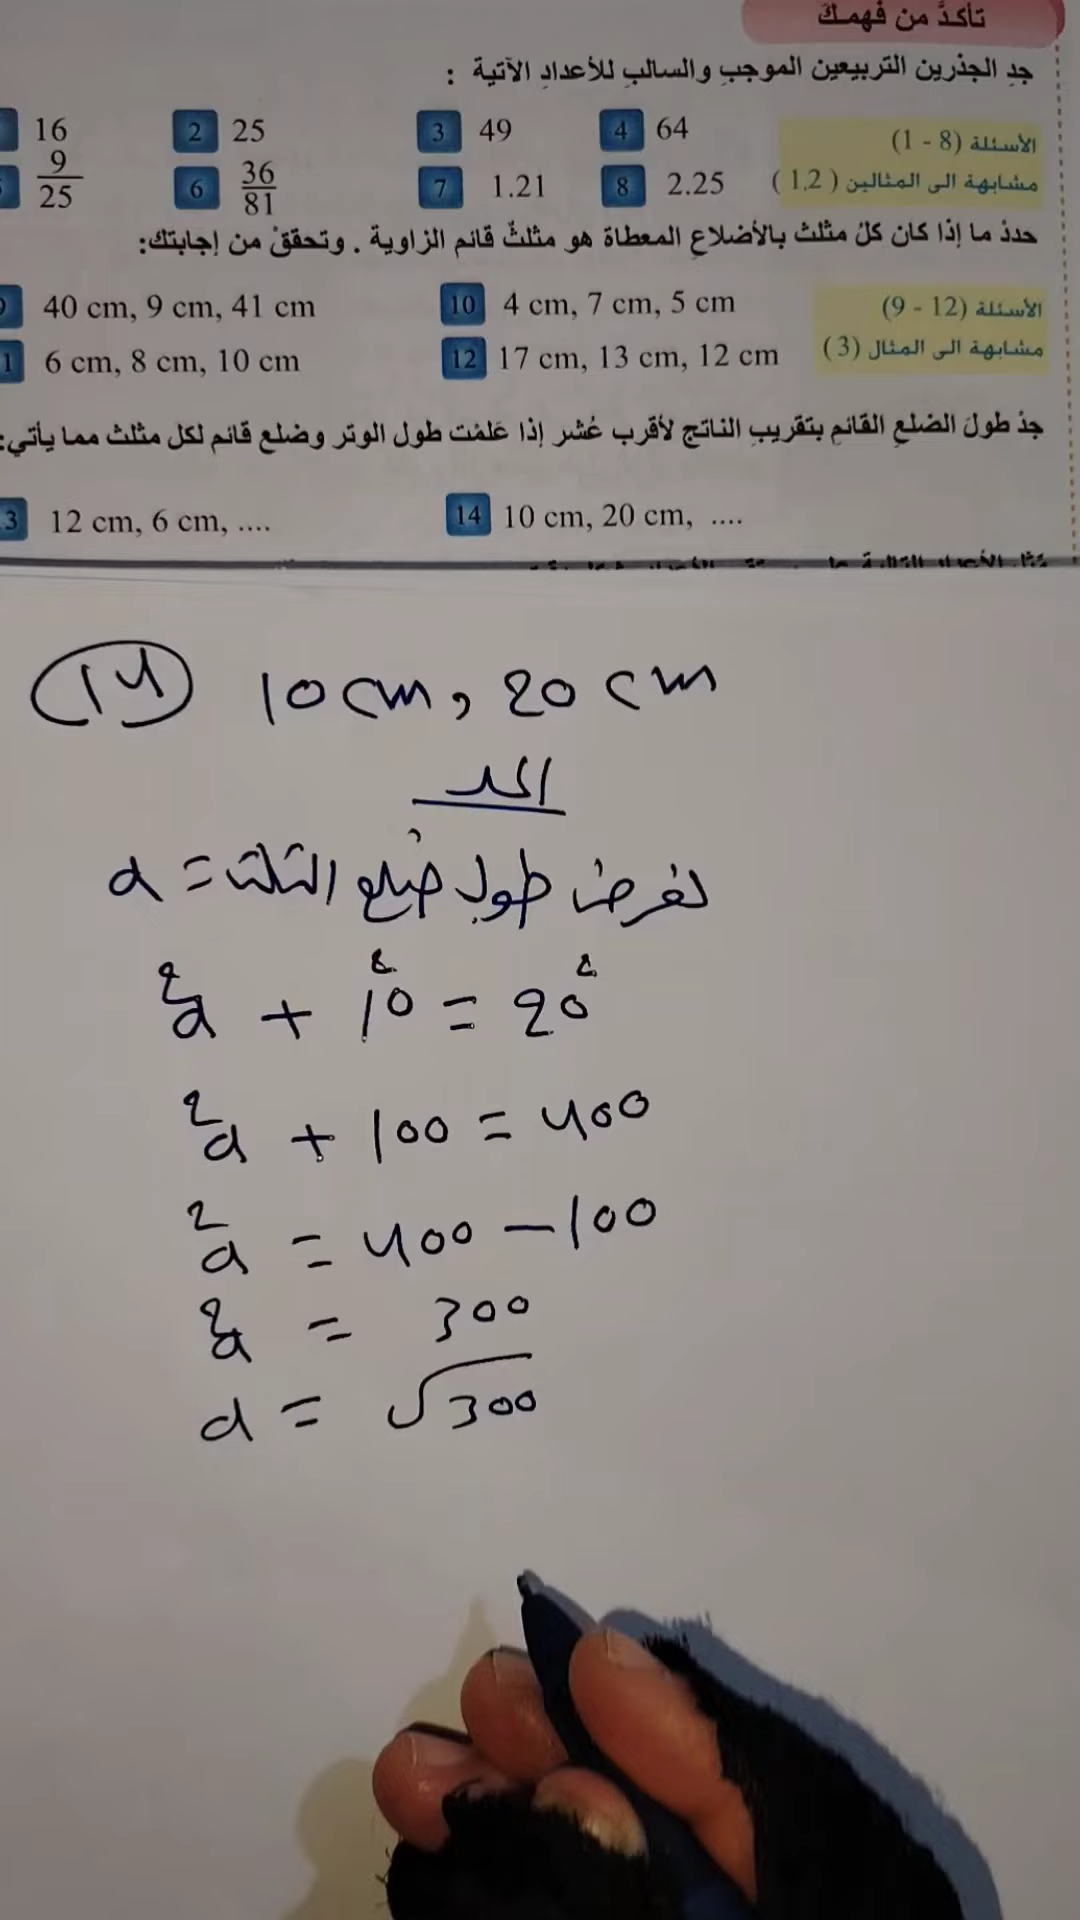 تأكدَّ من فَهمِكَ
جدِ الجذرين التربيعين الموجبِ والسالبِ للأعدادِ الآتية :
16 2 25 3 49 4 64 الأسئلة (8 - 1)
9/25 6 36/81 7 1.21 8 2.25 مشابهة الى المثالين (1,2)
حددْ ما إذا كان كلُ مثلث بالأضلاعِ المعطاة هو مثلثٌ قائم الزاوية . وتحققْ من إجابتك:
40 cm, 9 cm, 41 cm 10 4 cm, 7 cm, 5 cm الأسئلة (12 - 9)
1 6 cm, 8 cm, 10 cm 12 17 cm, 13 cm, 12 cm مشابهة الى المثال (3)
جدْ طولَ الضلعِ القائمِ بتقريبِ الناتج لأقرب عُشر إذا عَلمْت طول الوتر وضلع قائم لكل مثلث مما يأتي:
3 12 cm, 6 cm, .... 14 10 cm, 20 cm, ....
14 10 cm, 20 cm
الحد
نفرض طول ضلع الثالث = a
a² + 10² = 20²
a² + 100 = 400
a² = 400 - 100
a² = 300
a = √300